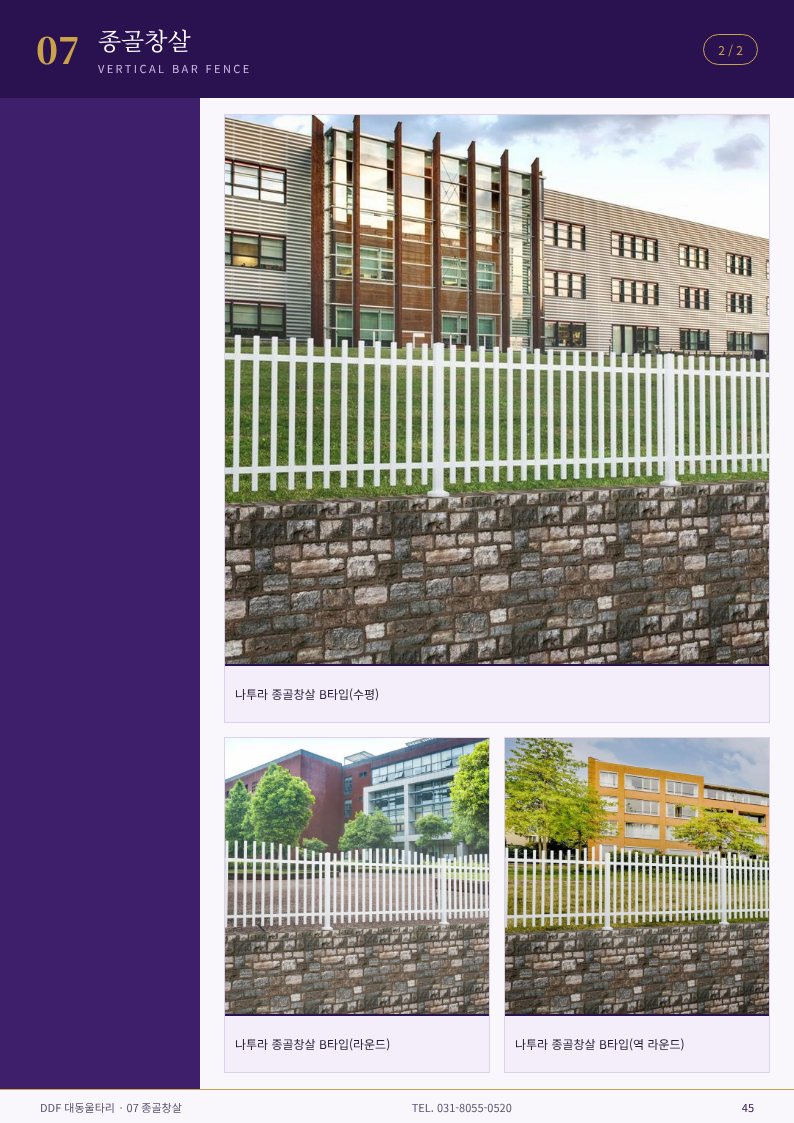 07
종골창살
VERTICAL BAR FENCE
2 / 2
나투라 종골창살 B타입(수평)
나투라 종골창살 B타입(라운드)
나투라 종골창살 B타입(역 라운드)
DDF 대동울타리 · 07 종골창살
TEL. 031-8055-0520
45